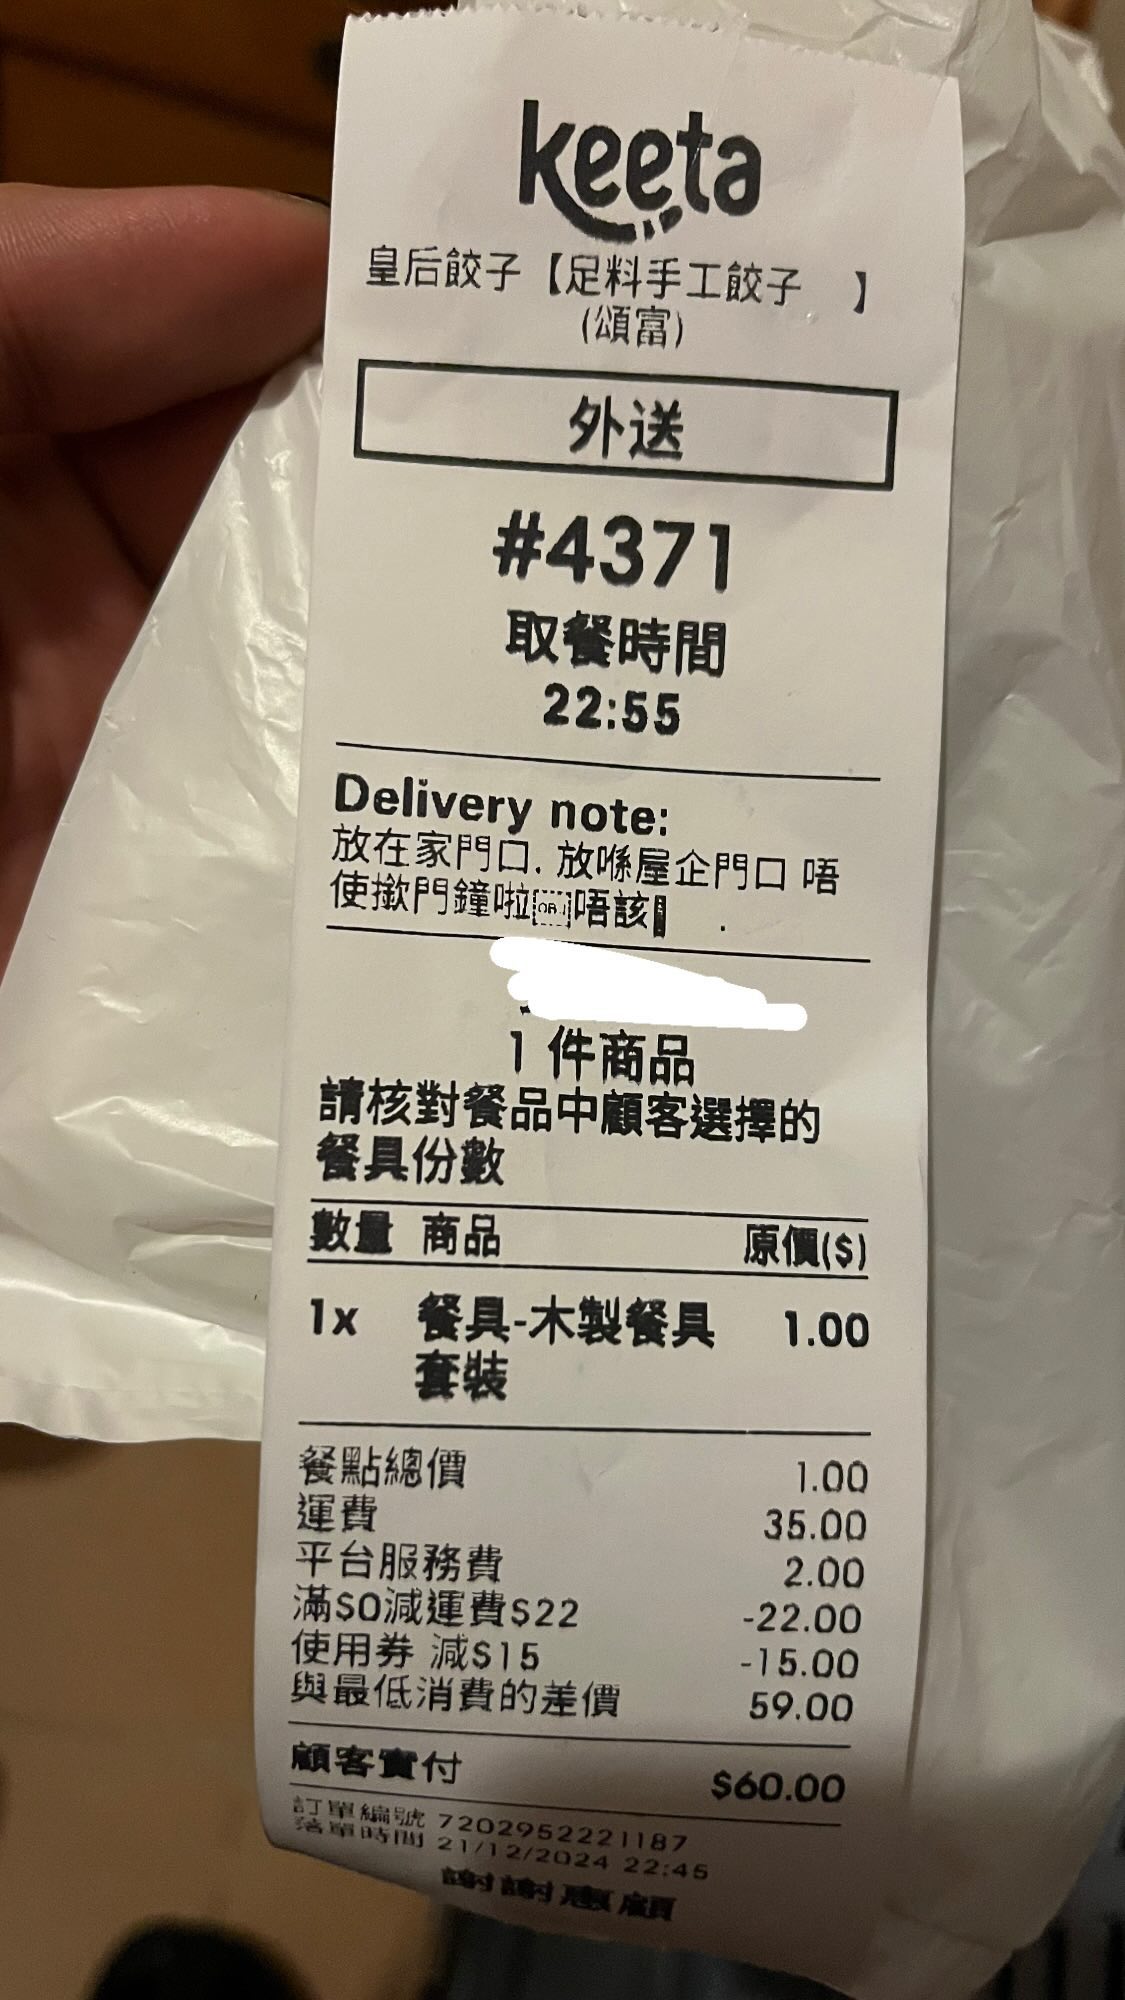 keeta
皇后餃子【足料手工餃子 】
(頌富)
外送
#4371
取餐時間
22:55
Delivery note:
放在家門口. 放喺屋企門口 唔
使撳門鐘啦OBJ唔該 .
1 件商品
請核對餐品中顧客選擇的
餐具份數
數量 商品 原價($)
1x 餐具-木製餐具 1.00
套裝
餐點總價 1.00
運費 35.00
平台服務費 2.00
滿$0減運費$22 -22.00
使用券 減$15 -15.00
與最低消費的差價 59.00
顧客實付 $60.00
訂單編號 7202952221187
落單時間 21/12/2024 22:45
謝謝惠顧